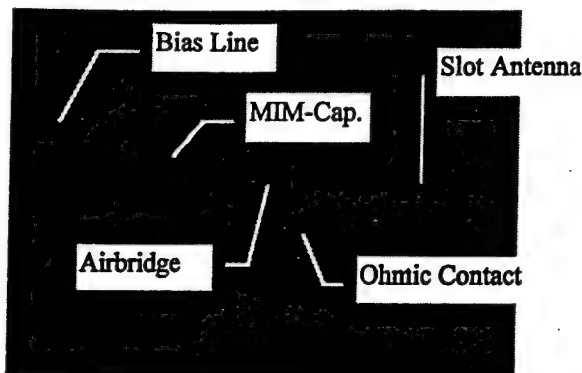 Bias Line
Slot Antenna
MIM-Cap.
Airbridge
Ohmic Contact